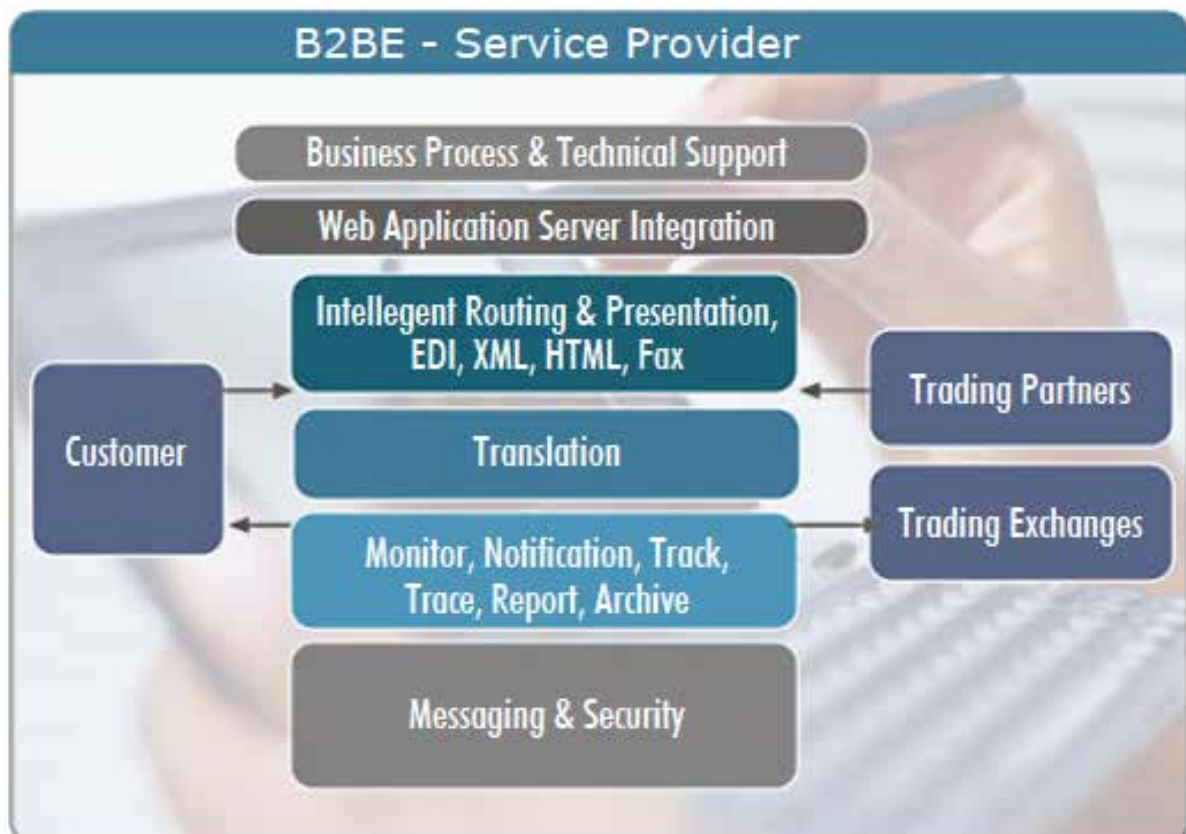 B2BE - Service Provider
Business Process & Technical Support
Web Application Server Integration
Intellegent Routing & Presentation,
EDI, XML, HTML, Fax
Customer
Translation
Trading Partners
Trading Exchanges
Monitor, Notification, Track,
Trace, Report, Archive
Messaging & Security